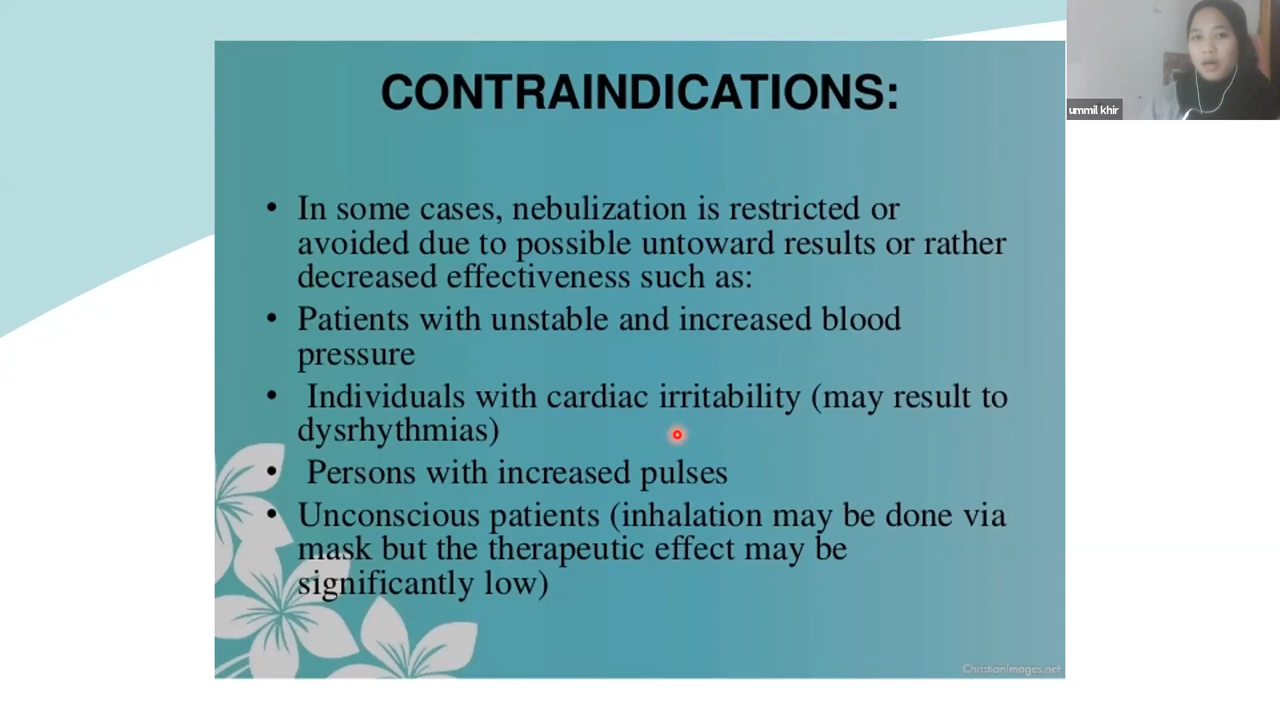 CONTRAINDICATIONS:
• In some cases, nebulization is restricted or
avoided due to possible untoward results or rather
decreased effectiveness such as:
• Patients with unstable and increased blood
pressure
• Individuals with cardiac irritability (may result to
dysrhythmias)
• Persons with increased pulses
• Unconscious patients (inhalation may be done via
mask but the therapeutic effect may be
significantly low)
ChristianImages.net
ummil khir